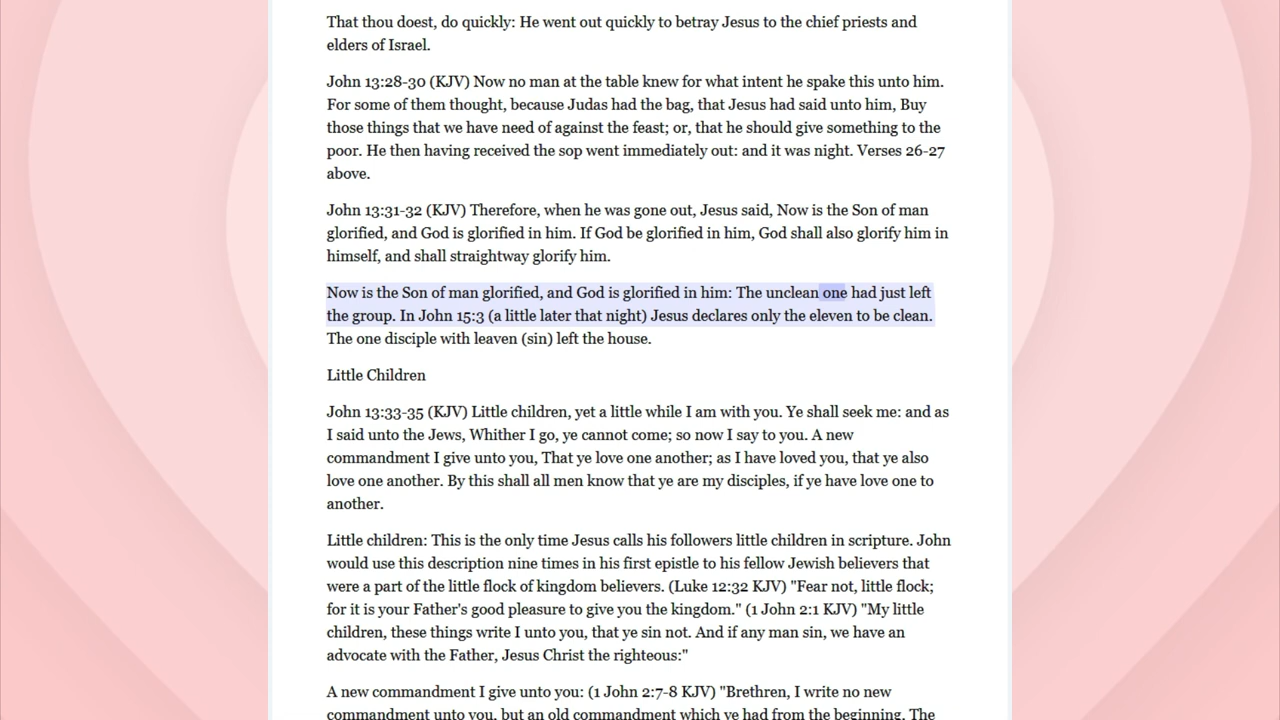 That thou doest, do quickly: He went out quickly to betray Jesus to the chief priests and
elders of Israel.
John 13:28-30 (KJV) Now no man at the table knew for what intent he spake this unto him.
For some of them thought, because Judas had the bag, that Jesus had said unto him, Buy
those things that we have need of against the feast; or, that he should give something to the
poor. He then having received the sop went immediately out: and it was night. Verses 26-27
above.
John 13:31-32 (KJV) Therefore, when he was gone out, Jesus said, Now is the Son of man
glorified, and God is glorified in him. If God be glorified in him, God shall also glorify him in
himself, and shall straightway glorify him.
Now is the Son of man glorified, and God is glorified in him: The unclean one had just left
the group. In John 15:3 (a little later that night) Jesus declares only the eleven to be clean.
The one disciple with leaven (sin) left the house.
Little Children
John 13:33-35 (KJV) Little children, yet a little while I am with you. Ye shall seek me: and as
I said unto the Jews, Whither I go, ye cannot come; so now I say to you. A new
commandment I give unto you, That ye love one another; as I have loved you, that ye also
love one another. By this shall all men know that ye are my disciples, if ye have love one to
another.
Little children: This is the only time Jesus calls his followers little children in scripture. John
would use this description nine times in his first epistle to his fellow Jewish believers that
were a part of the little flock of kingdom believers. (Luke 12:32 KJV) "Fear not, little flock;
for it is your Father's good pleasure to give you the kingdom." (1 John 2:1 KJV) "My little
children, these things write I unto you, that ye sin not. And if any man sin, we have an
advocate with the Father, Jesus Christ the righteous:"
A new commandment I give unto you: (1 John 2:7-8 KJV) "Brethren, I write no new
commandment unto you, but an old commandment which ye had from the beginning. The